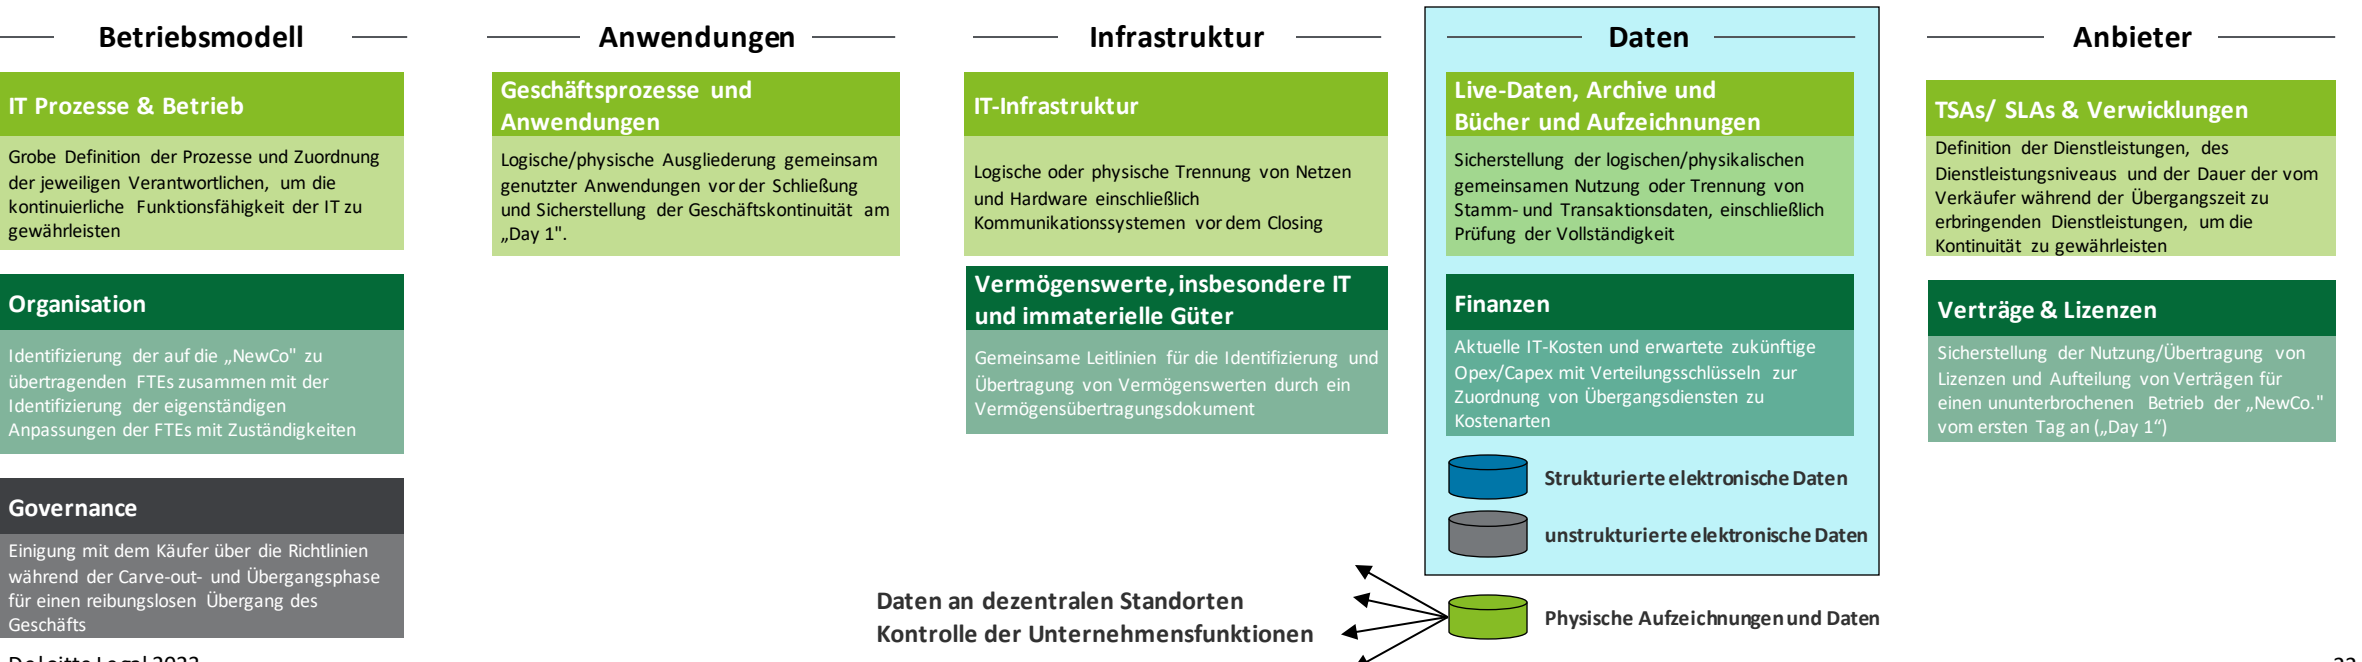 Betriebsmodell
IT Prozesse & Betrieb
Grobe Definition der Prozesse und Zuordnung
der jeweiligen Verantwortlichen, um die
kontinuierliche Funktionsfähigkeit der IT zu
gewährleisten
Organisation
Identifizierung der auf die „NewCo" zu
übertragenden FTEs zusammen mit der
Identifizierung der eigenständigen
Anpassungen der FTEs mit Zuständigkeiten
Governance
Einigung mit dem Käufer über die Richtlinien
während der Carve-out- und Übergangsphase
für einen reibungslosen Übergang des
Geschäfts
Anwendungen
Geschäftsprozesse und
Anwendungen
Logische/physische Ausgliederung gemeinsam
genutzter Anwendungen vor der Schließung
und Sicherstellung der Geschäftskontinuität am
„Day 1".
Infrastruktur
IT-Infrastruktur
Logische oder physische Trennung von Netzen
und Hardware einschließlich
Kommunikationssystemen vor dem Closing
Vermögenswerte, insbesondere IT
und immaterielle Güter
Gemeinsame Leitlinien für die Identifizierung und
Übertragung von Vermögenswerten durch ein
Vermögensübertragungsdokument
Daten
Live-Daten, Archive und
Bücher und Aufzeichnungen
Sicherstellung der logischen/physikalischen
gemeinsamen Nutzung oder Trennung von
Stamm- und Transaktionsdaten, einschließlich
Prüfung der Vollständigkeit
Finanzen
Aktuelle IT-Kosten und erwartete zukünftige
Opex/Capex mit Verteilungsschlüsseln zur
Zuordnung von Übergangsdiensten zu
Kostenarten
Strukturierte elektronische Daten
unstrukturierte elektronische Daten
Physische Aufzeichnungen und Daten
Daten an dezentralen Standorten
Kontrolle der Unternehmensfunktionen
Anbieter
TSAs/ SLAs & Verwicklungen
Definition der Dienstleistungen, des
Dienstleistungsniveaus und der Dauer der vom
Verkäufer während der Übergangszeit zu
erbringenden Dienstleistungen, um die
Kontinuität zu gewährleisten
Verträge & Lizenzen
Sicherstellung der Nutzung/Übertragung von
Lizenzen und Aufteilung von Verträgen für
einen ununterbrochenen Betrieb der „NewCo."
vom ersten Tag an („Day 1“)
Deloitte Legal 2022